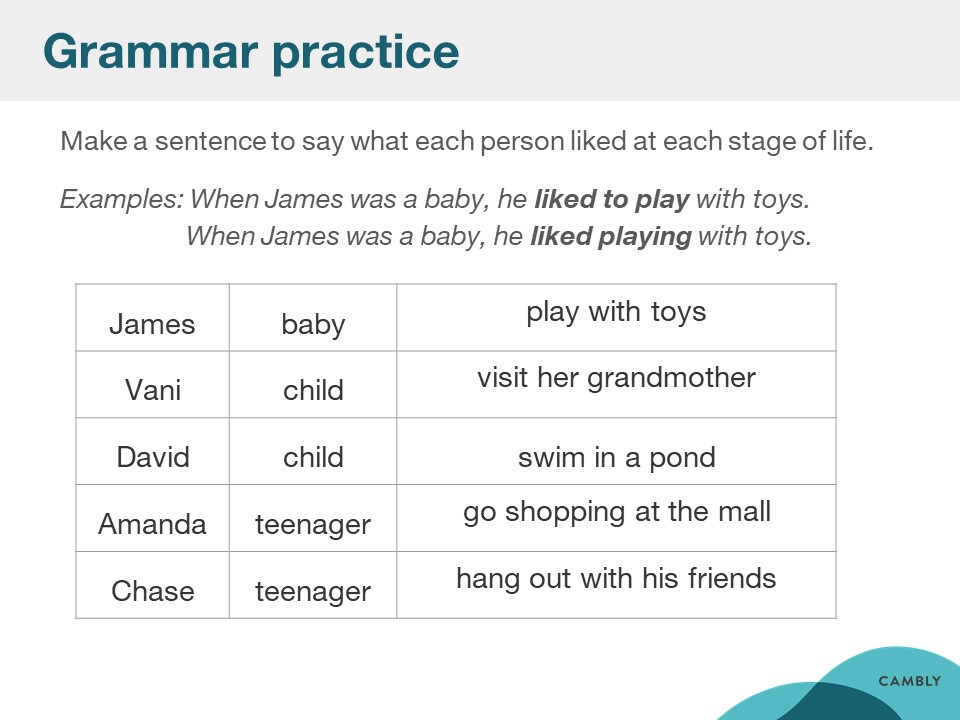 Grammar practice
Make a sentence to say what each person liked at each stage of life.
Examples: When James was a baby, he liked to play with toys.
When James was a baby, he liked playing with toys.
James baby play with toys
Vani child visit her grandmother
David child swim in a pond
Amanda teenager go shopping at the mall
Chase teenager hang out with his friends
CAMBLY